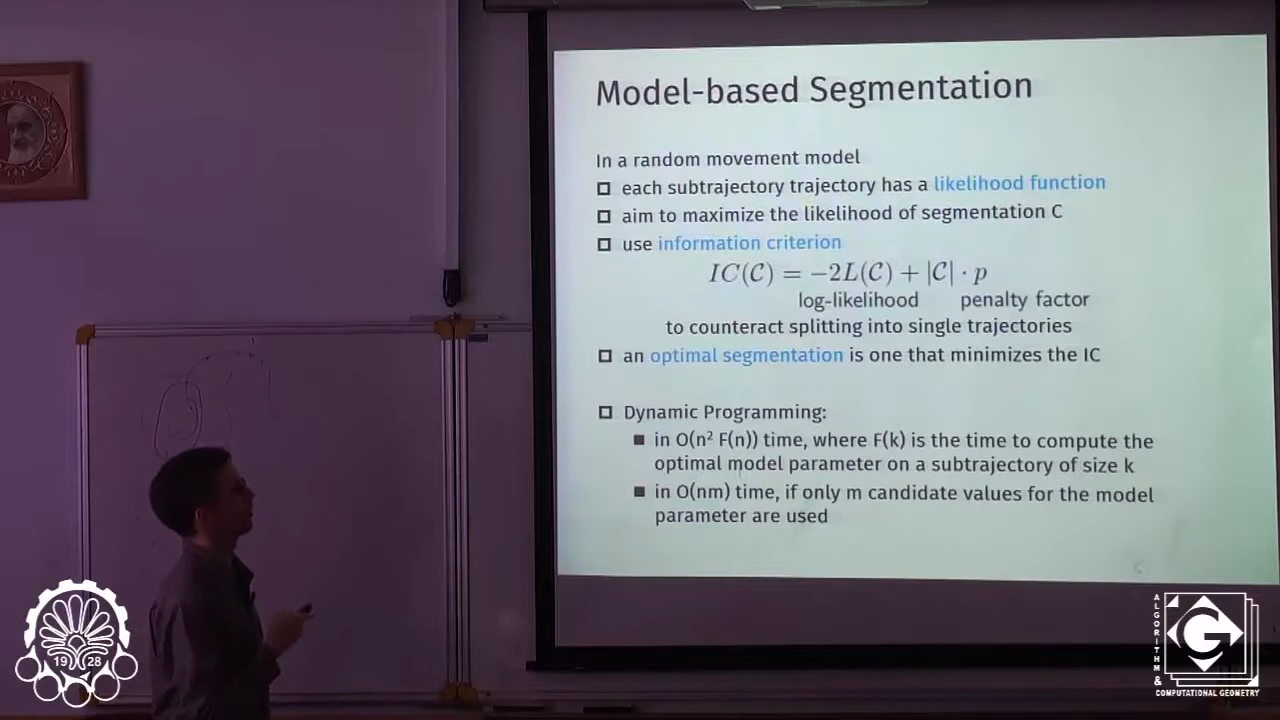 Model-based Segmentation
In a random movement model
each subtrajectory trajectory has a likelihood function
aim to maximize the likelihood of segmentation C
use information criterion
IC(C) = −2L(C) + |C| · p
log-likelihood penalty factor
to counteract splitting into single trajectories
an optimal segmentation is one that minimizes the IC
Dynamic Programming:
in O(n² F(n)) time, where F(k) is the time to compute the
optimal model parameter on a subtrajectory of size k
in O(nm) time, if only m candidate values for the model
parameter are used
19 28
ALGORITHM &
G
COMPUTATIONAL GEOMETRY